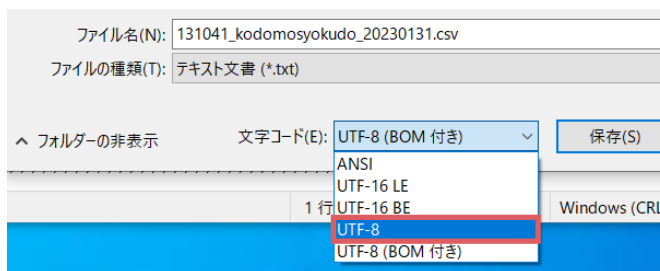 ファイル名(N): 131041_kodomosyokudo_20230131.csv
ファイルの種類(T): テキスト文書 (*.txt)
へ フォルダーの非表示 文字コード(E): UTF-8 (BOM 付き) 保存(S)
ANSI
UTF-16 LE
1 行 UTF-16 BE Windows (CRL
UTF-8
UTF-8 (BOM 付き)